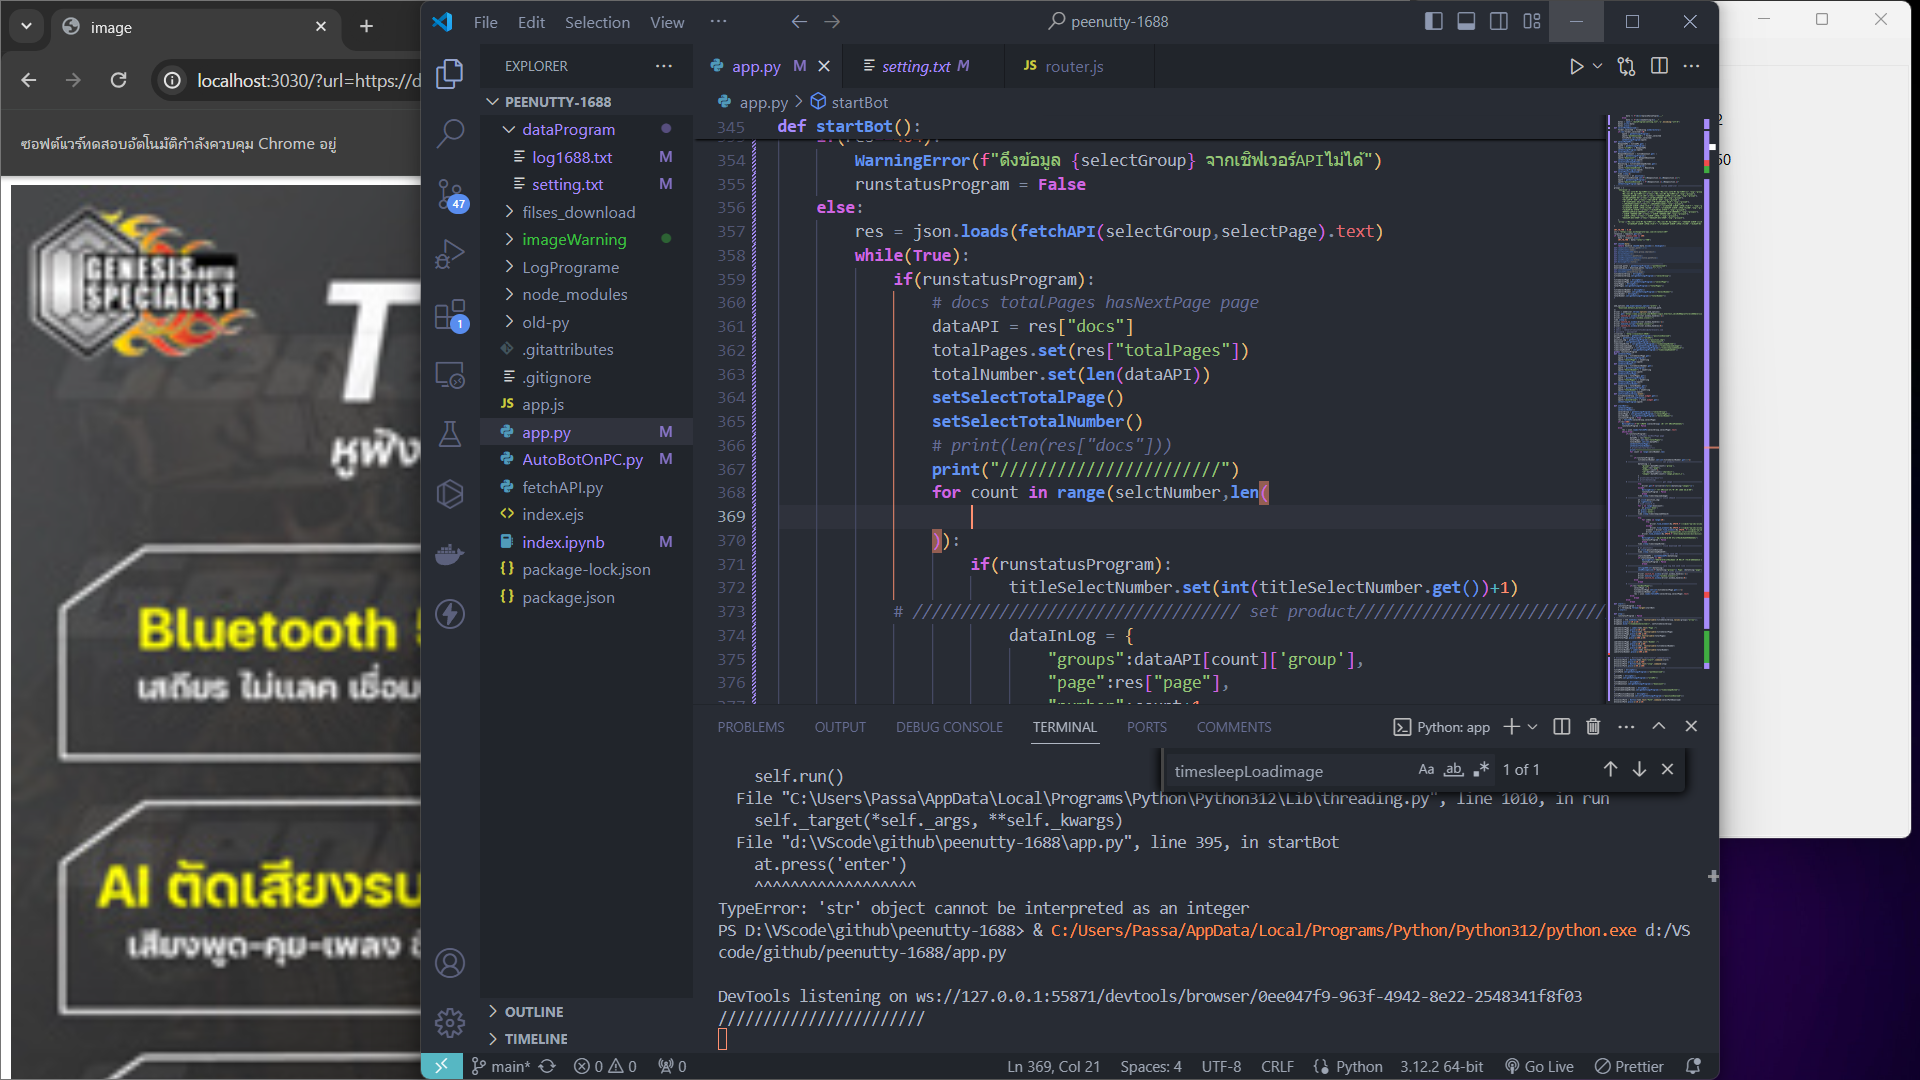 image
localhost:3030/?url=https://d
ซอฟต์แวร์ทดสอบอัตโนมัติกำลังควบคุม Chrome อยู่
GENESIS
SPECIALIST
T
หูฟัง
Bluetooth 5
เสถียร ไม่แลค เชื่อม
AI ตัดเสียงรบ
เสียงพูด-คุย-เพลง
File Edit Selection View ···
peenutty-1688
EXPLORER
PEENUTTY-1688
dataProgram
log1688.txt M
setting.txt M
filses_download
imageWarning
LogPrograme
node_modules
old-py
.gitattributes
.gitignore
JS app.js
app.py M
AutoBotOnPC.py M
fetchAPI.py
index.ejs
index.ipynb M
package-lock.json
package.json
OUTLINE
TIMELINE
47
1
app.py M
setting.txt M
JS router.js
app.py > startBot
345 def startBot():
354 WarningError(f"ดึงข้อมูล {selectGroup} จากเซิฟเวอร์APIไม่ได้")
355 runstatusProgram = False
356 else:
357 res = json.loads(fetchAPI(selectGroup,selectPage).text)
358 while(True):
359 if(runstatusProgram):
360 # docs totalPages hasNextPage page
361 dataAPI = res["docs"]
362 totalPages.set(res["totalPages"])
363 totalNumber.set(len(dataAPI))
364 setSelectTotalPage()
365 setSelectTotalNumber()
366 # print(len(res["docs"]))
367 print("///////////////////////")
368 for count in range(selctNumber,len(
369
370 )):
371 if(runstatusProgram):
372 titleSelectNumber.set(int(titleSelectNumber.get())+1)
373 # ////////////////////////////////// set product//////////////////////////
374 dataInLog = {
375 "groups":dataAPI[count]['group'],
376 "page":res["page"],
PROBLEMS OUTPUT DEBUG CONSOLE TERMINAL PORTS COMMENTS
Python: app
timesleepLoadimage Aa ab 1 of 1
self.run()
File "C:\Users\Passa\AppData\Local\Programs\Python\Python312\Lib\threading.py", line 1010, in run
self._target(*self._args, **self._kwargs)
File "d:\VScode\github\peenutty-1688\app.py", line 395, in startBot
at.press('enter')
^^^^^^^^^^^^^^^^^
TypeError: 'str' object cannot be interpreted as an integer
PS D:\VScode\github\peenutty-1688> & C:/Users/Passa/AppData/Local/Programs/Python/Python312/python.exe d:/VS
code/github/peenutty-1688/app.py
DevTools listening on ws://127.0.0.1:55871/devtools/browser/0ee047f9-963f-4942-8e22-2548341f8f03
///////////////////////
main* 0 0 0
Ln 369, Col 21 Spaces: 4 UTF-8 CRLF Python 3.12.2 64-bit Go Live Prettier
2
50